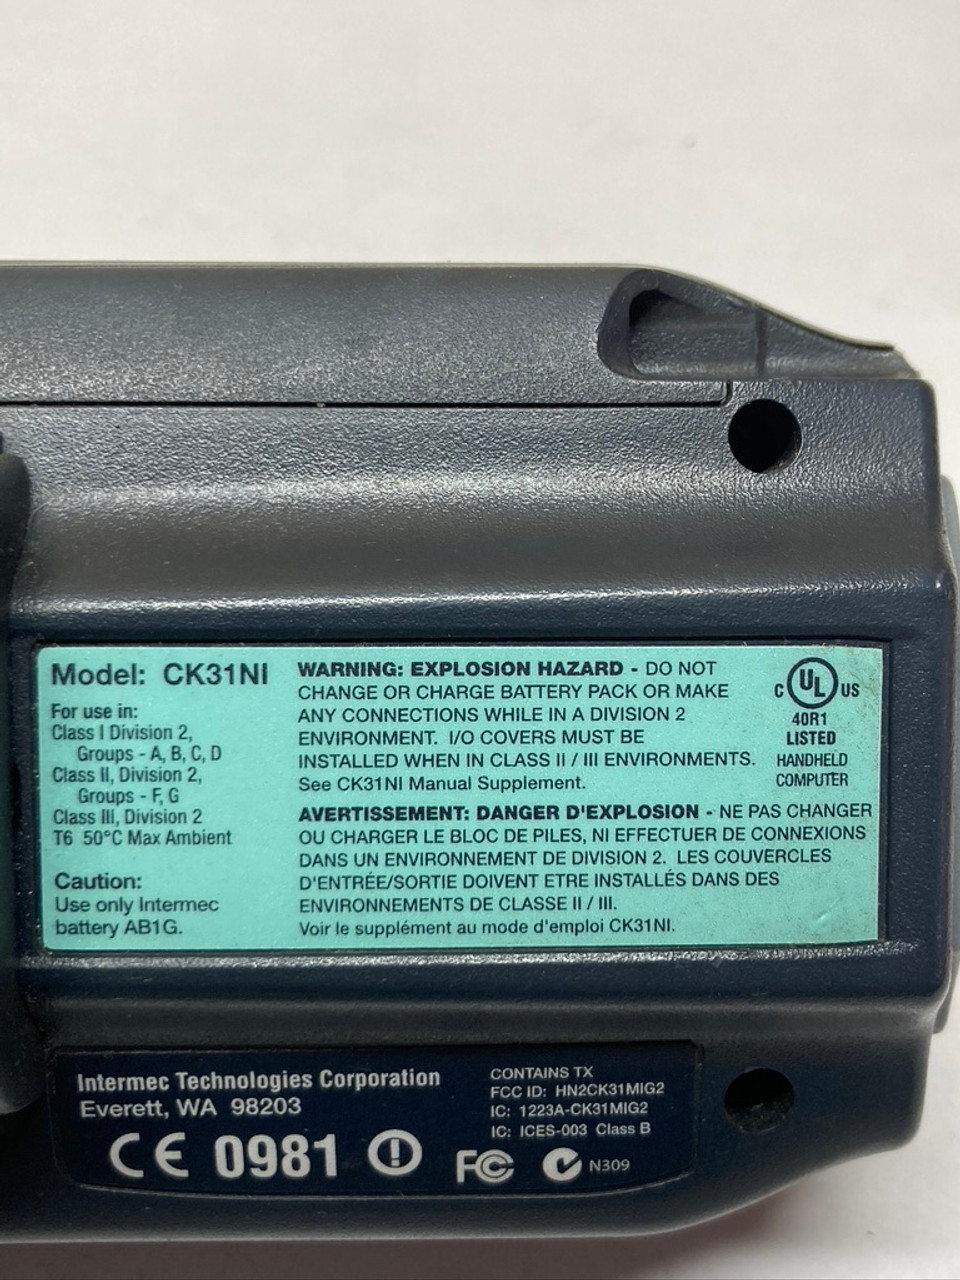 Model: CK31NI
For use in:
Class I Division 2,
Groups - A, B, C, D
Class II, Division 2,
Groups - F, G
Class III, Division 2
T6 50°C Max Ambient
Caution:
Use only Intermec
battery AB1G.
WARNING: EXPLOSION HAZARD - DO NOT
CHANGE OR CHARGE BATTERY PACK OR MAKE
ANY CONNECTIONS WHILE IN A DIVISION 2
ENVIRONMENT. I/O COVERS MUST BE
INSTALLED WHEN IN CLASS II / III ENVIRONMENTS.
See CK31NI Manual Supplement.
AVERTISSEMENT: DANGER D'EXPLOSION - NE PAS CHANGER
OU CHARGER LE BLOC DE PILES, NI EFFECTUER DE CONNEXIONS
DANS UN ENVIRONNEMENT DE DIVISION 2. LES COUVERCLES
D'ENTRÉE/SORTIE DOIVENT ETRE INSTALLÉS DANS DES
ENVIRONNEMENTS DE CLASSE II / III.
Voir le supplément au mode d'emploi CK31NI.
C UL US
40R1
LISTED
HANDHELD
COMPUTER
Intermec Technologies Corporation
Everett, WA 98203
CE 0981
CONTAINS TX
FCC ID: HN2CK31MIG2
IC: 1223A-CK31MIG2
IC: ICES-003 Class B
FC N309